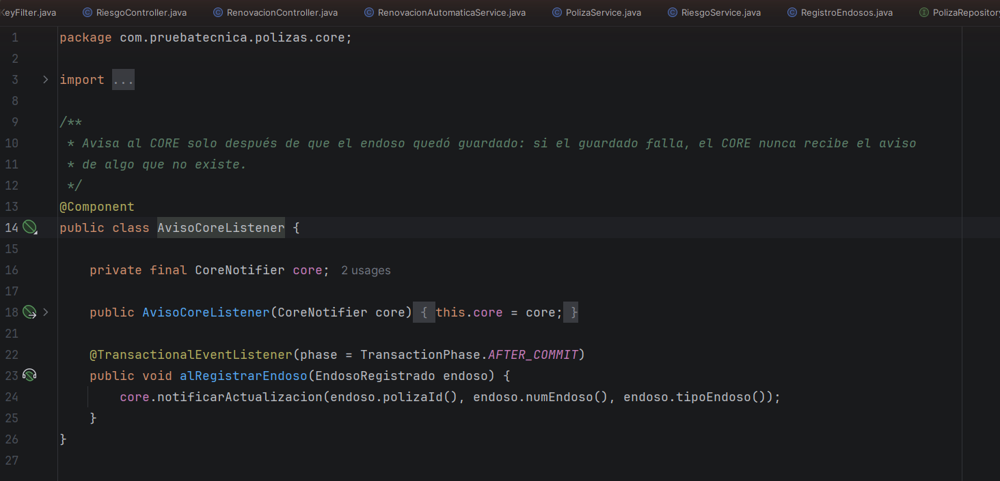 KeyFilter.java RiesgoController.java RenovacionController.java RenovacionAutomaticaService.java PolizaService.java RiesgoService.java RegistroEndosos.java PolizaRepository
1 package com.pruebatecnica.polizas.core;
2
3 import ...
8
9 /**
10 * Avisa al CORE solo después de que el endoso quedó guardado: si el guardado falla, el CORE nunca recibe el aviso
11 * de algo que no existe.
12 */
13 @Component
14 public class AvisoCoreListener {
15
16 private final CoreNotifier core; 2 usages
17
18 public AvisoCoreListener(CoreNotifier core) { this.core = core; }
21
22 @TransactionalEventListener(phase = TransactionPhase.AFTER_COMMIT)
23 public void alRegistrarEndoso(EndosoRegistrado endoso) {
24 core.notificarActualizacion(endoso.polizaId(), endoso.numEndoso(), endoso.tipoEndoso());
25 }
26 }
27